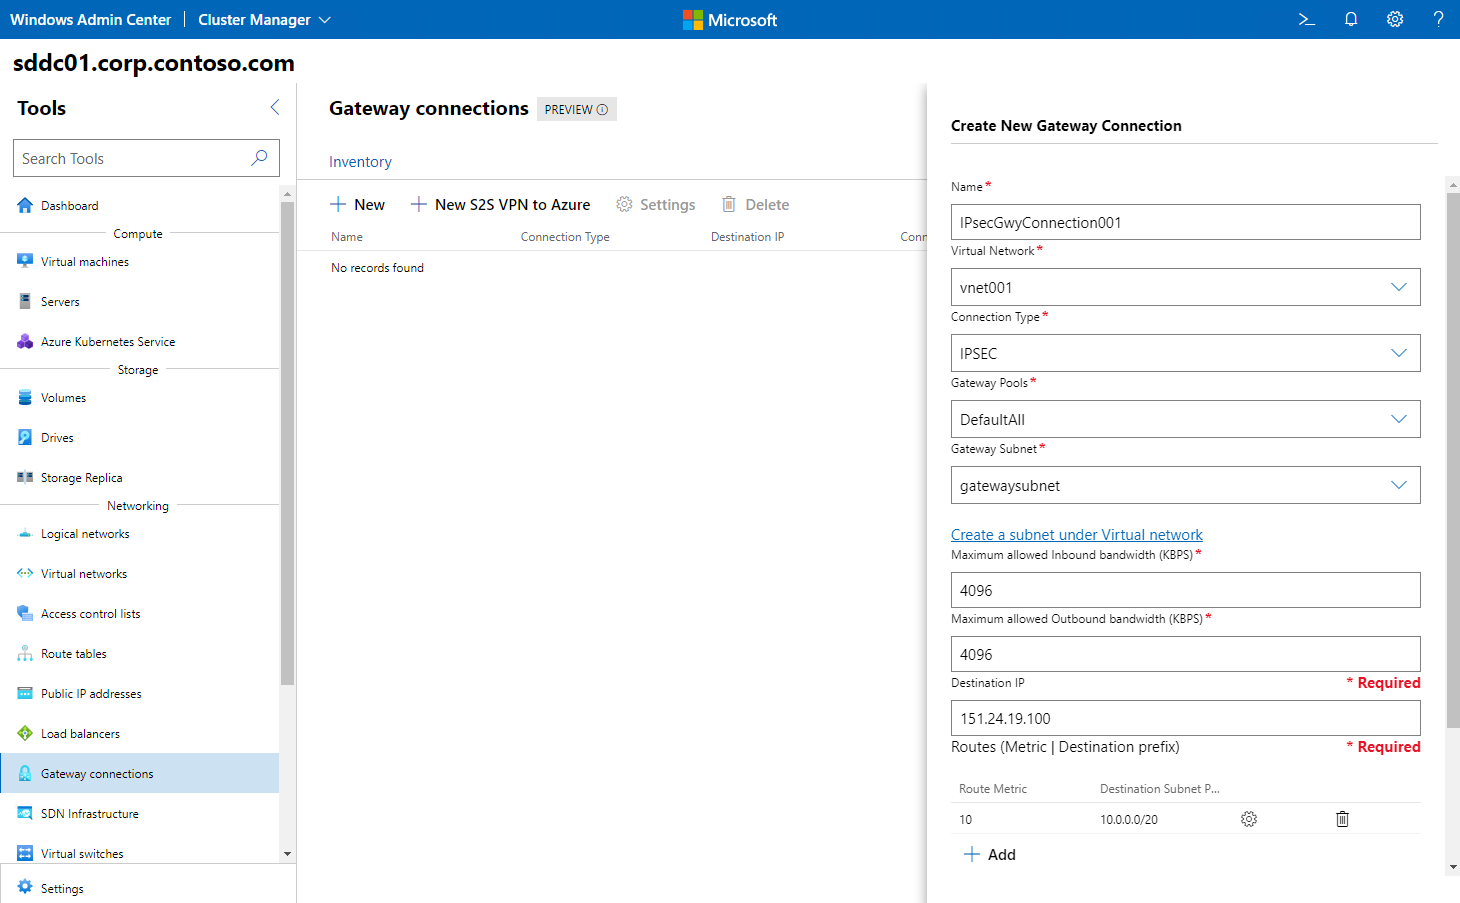 Windows Admin Center | Cluster Manager
Microsoft
?
sddc01.corp.contoso.com
Tools
Search Tools
Dashboard
Compute
Virtual machines
Servers
Azure Kubernetes Service
Storage
Volumes
Drives
Storage Replica
Networking
Logical networks
Virtual networks
Access control lists
Route tables
Public IP addresses
Load balancers
Gateway connections
SDN Infrastructure
Virtual switches
Settings
Gateway connections PREVIEW
Inventory
New New S2S VPN to Azure Settings Delete
Name Connection Type Destination IP Conn
No records found
Create New Gateway Connection
Name*
IPsecGwyConnection001
Virtual Network*
vnet001
Connection Type*
IPSEC
Gateway Pools*
DefaultAll
Gateway Subnet*
gatewaysubnet
Create a subnet under Virtual network
Maximum allowed Inbound bandwidth (KBPS)*
4096
Maximum allowed Outbound bandwidth (KBPS)*
4096
Destination IP * Required
151.24.19.100
Routes (Metric | Destination prefix) * Required
Route Metric Destination Subnet P...
10 10.0.0.0/20
Add